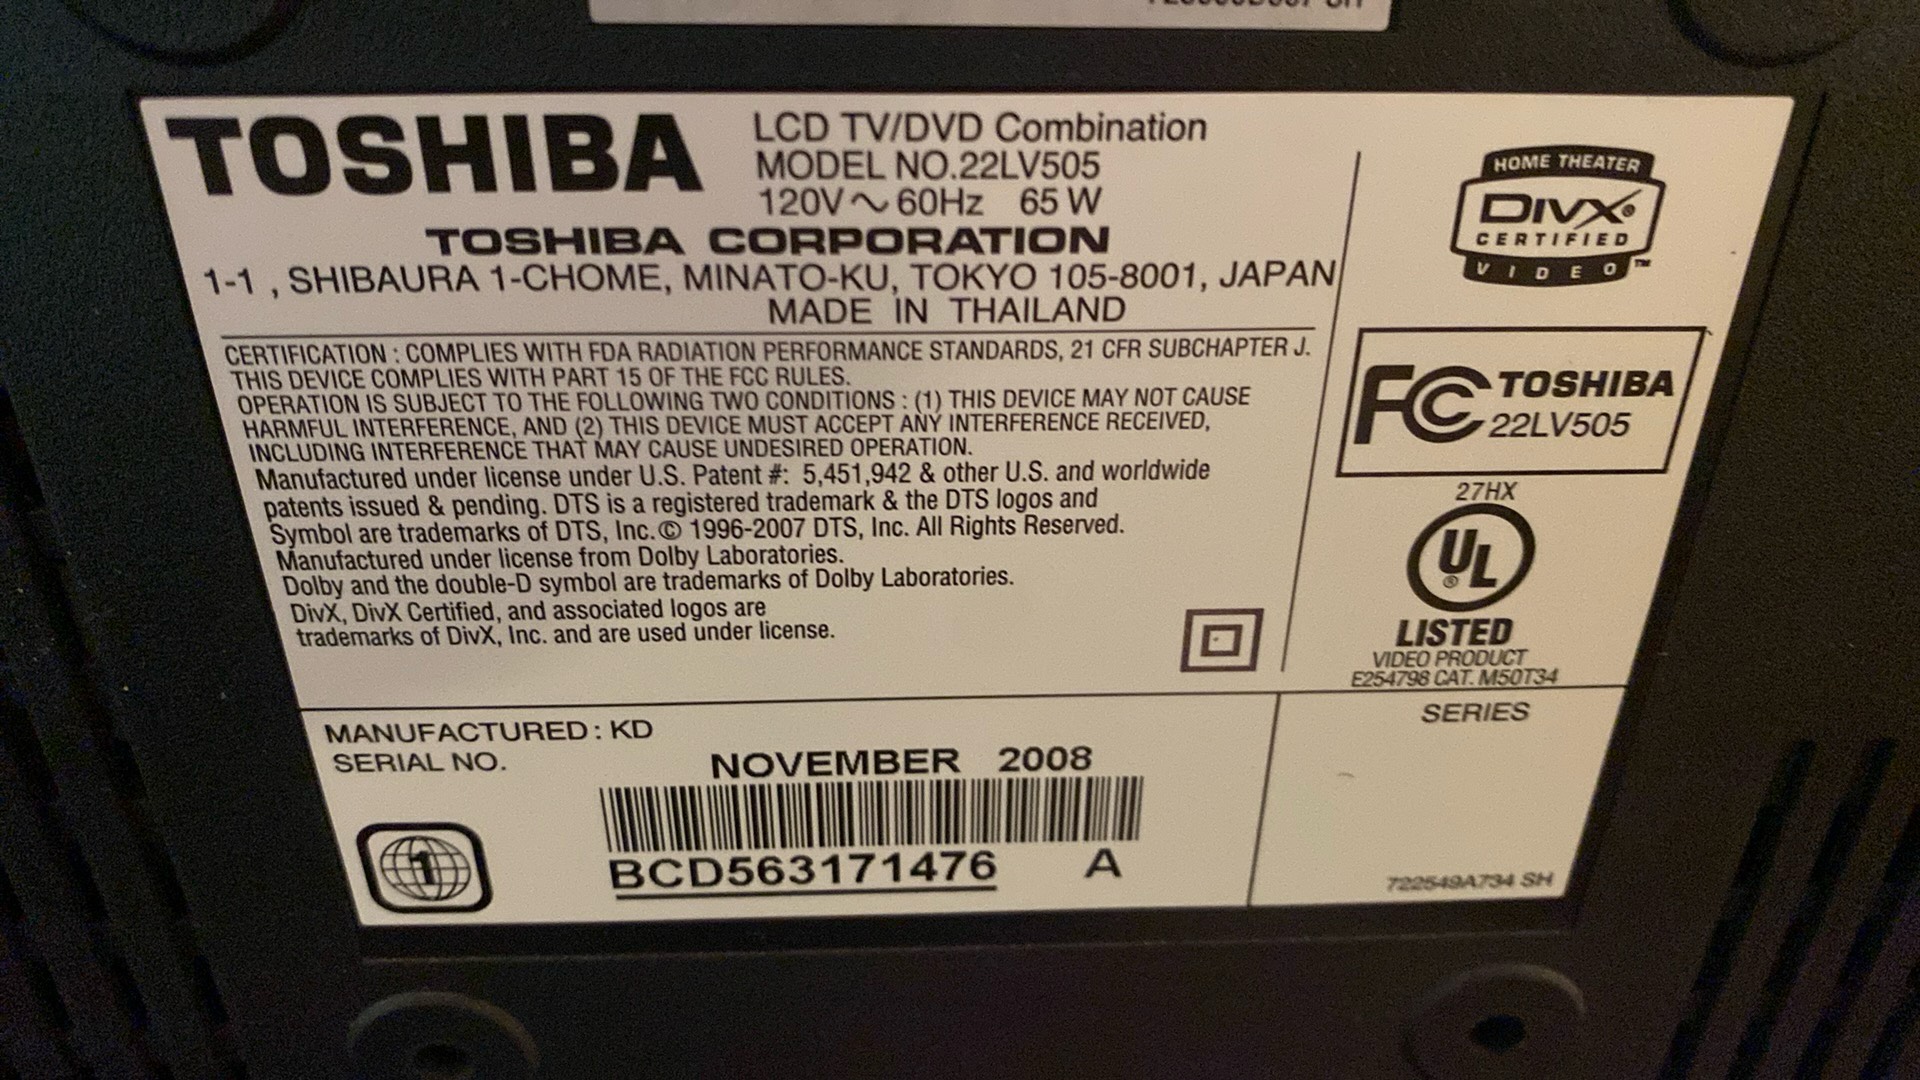 TOSHIBA
LCD TV/DVD Combination
MODEL NO.22LV505
120V~60Hz 65 W
TOSHIBA CORPORATION
1-1 , SHIBAURA 1-CHOME, MINATO-KU, TOKYO 105-8001, JAPAN
MADE IN THAILAND
CERTIFICATION : COMPLIES WITH FDA RADIATION PERFORMANCE STANDARDS, 21 CFR SUBCHAPTER J.
THIS DEVICE COMPLIES WITH PART 15 OF THE FCC RULES.
OPERATION IS SUBJECT TO THE FOLLOWING TWO CONDITIONS : (1) THIS DEVICE MAY NOT CAUSE
HARMFUL INTERFERENCE, AND (2) THIS DEVICE MUST ACCEPT ANY INTERFERENCE RECEIVED,
INCLUDING INTERFERENCE THAT MAY CAUSE UNDESIRED OPERATION.
Manufactured under license under U.S. Patent #: 5,451,942 & other U.S. and worldwide
patents issued & pending. DTS is a registered trademark & the DTS logos and
Symbol are trademarks of DTS, Inc.© 1996-2007 DTS, Inc. All Rights Reserved.
Manufactured under license from Dolby Laboratories.
Dolby and the double-D symbol are trademarks of Dolby Laboratories.
DivX, DivX Certified, and associated logos are
trademarks of DivX, Inc. and are used under license.
HOME THEATER
DIVX®
CERTIFIED
VIDEO™
FC TOSHIBA
22LV505
27HX
UL®
LISTED
VIDEO PRODUCT
E254798 CAT. M50T34
MANUFACTURED : KD
SERIAL NO.
NOVEMBER 2008
1
BCD563171476 A
SERIES
722549A734 SH